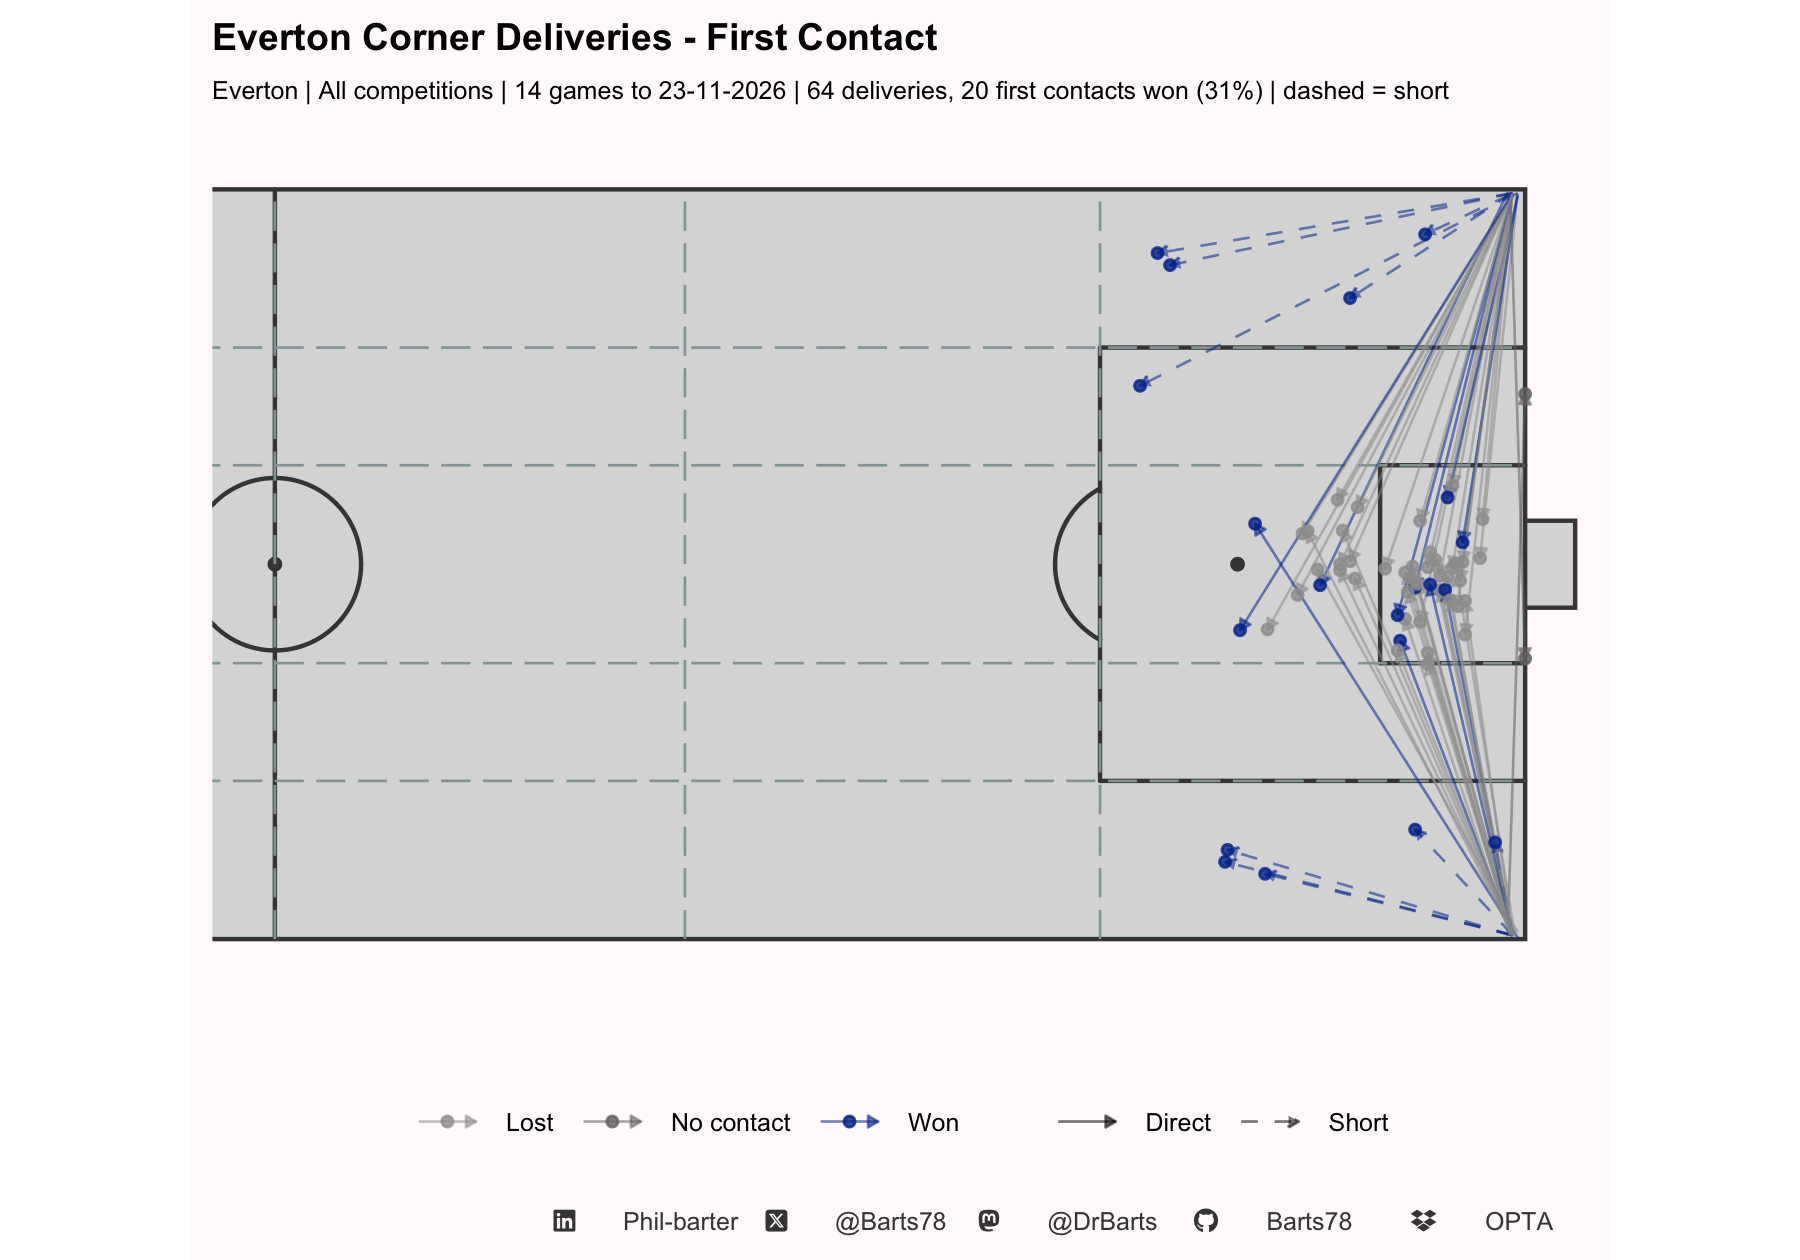 Everton Corner Deliveries - First Contact
Everton | All competitions | 14 games to 23-11-2026 | 64 deliveries, 20 first contacts won (31%) | dashed = short
Lost No contact Won Direct Short
Phil-barter @Barts78 @DrBarts Barts78 OPTA